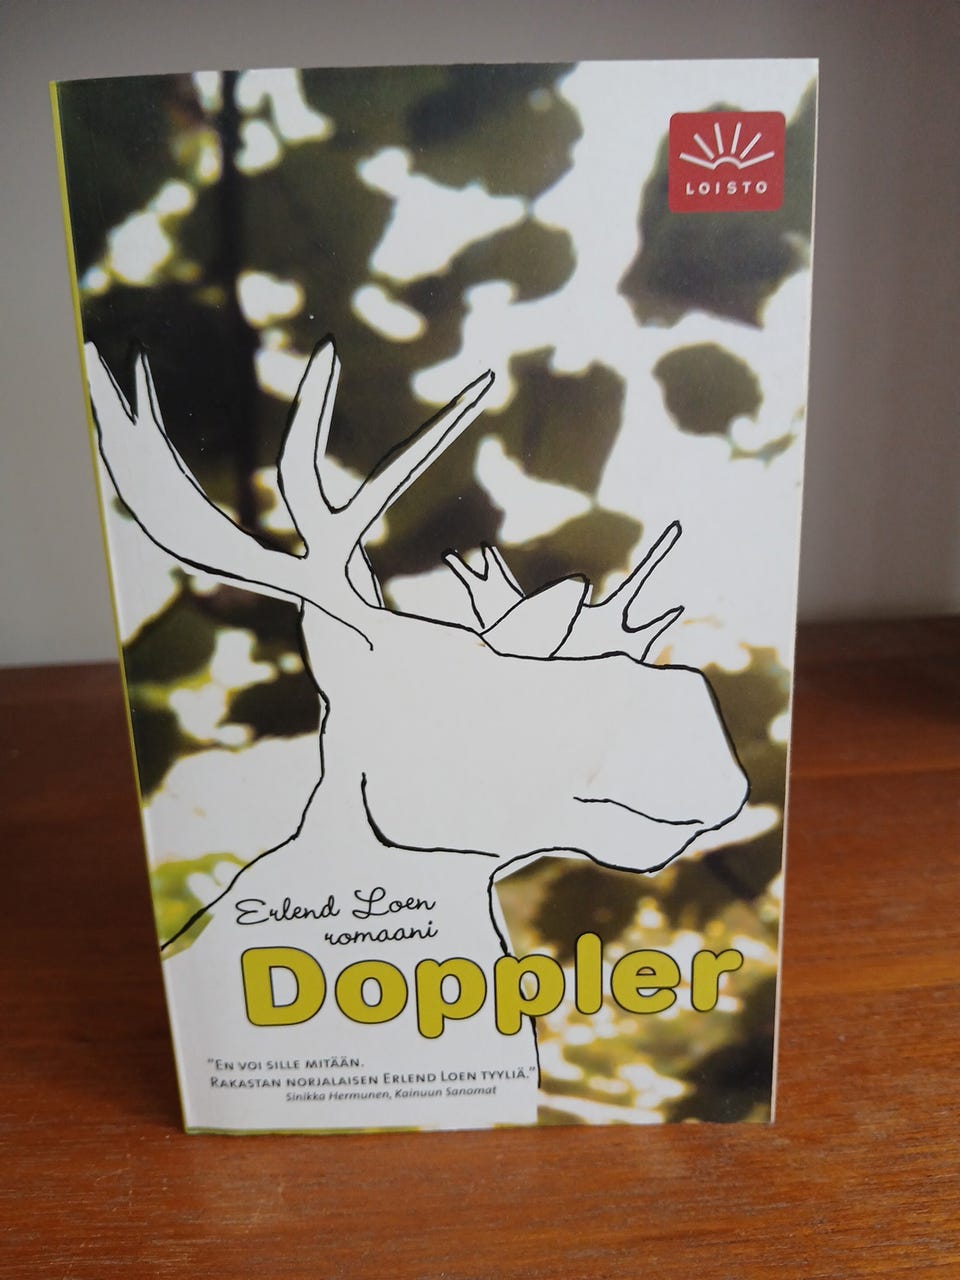 LOISTO
Erlend Loen
romaani
Doppler
"EN VOI SILLE MITÄÄN.
RAKASTAN NORJALAISEN ERLEND LOEN TYYLIÄ."
Sinikka Hermunen, Kainuun Sanomat